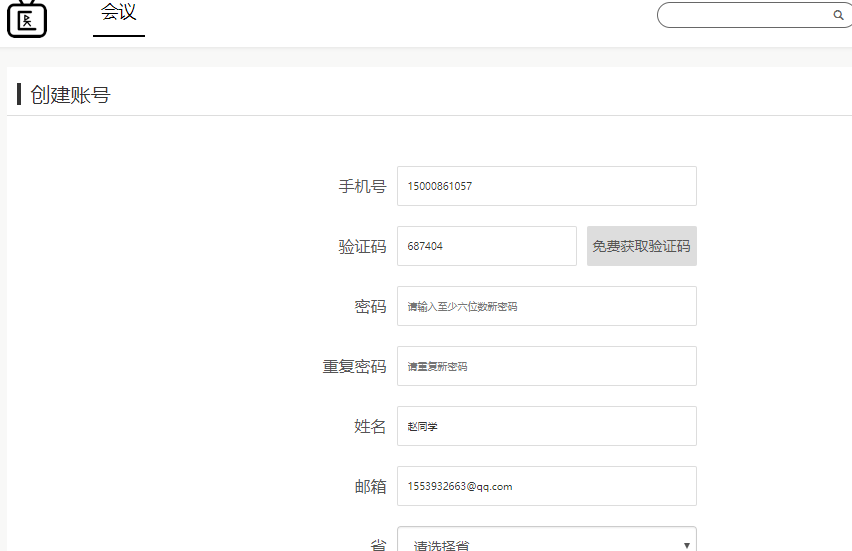 会议
创建账号
手机号 15000861057
验证码 687404 免费获取验证码
密码 请输入至少六位数新密码
重复密码 请重复新密码
姓名 赵同学
邮箱 1553932663@qq.com
省 请选择省